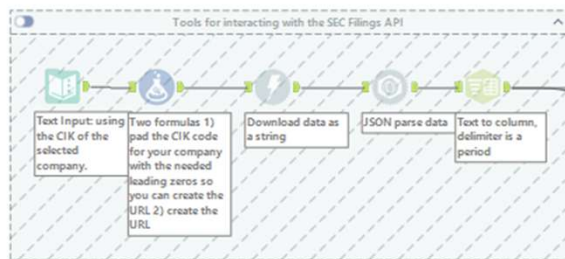 Tools for interacting with the SEC Filings API
Text Input: using
the CIK of the
selected
company.
Two formulas 1)
pad the CIK code
for your company
with the needed
leading zeros so
you can create the
URL 2) create the
URL
Download data as
a string
JSON parse data
Text to column,
delimiter is a
period